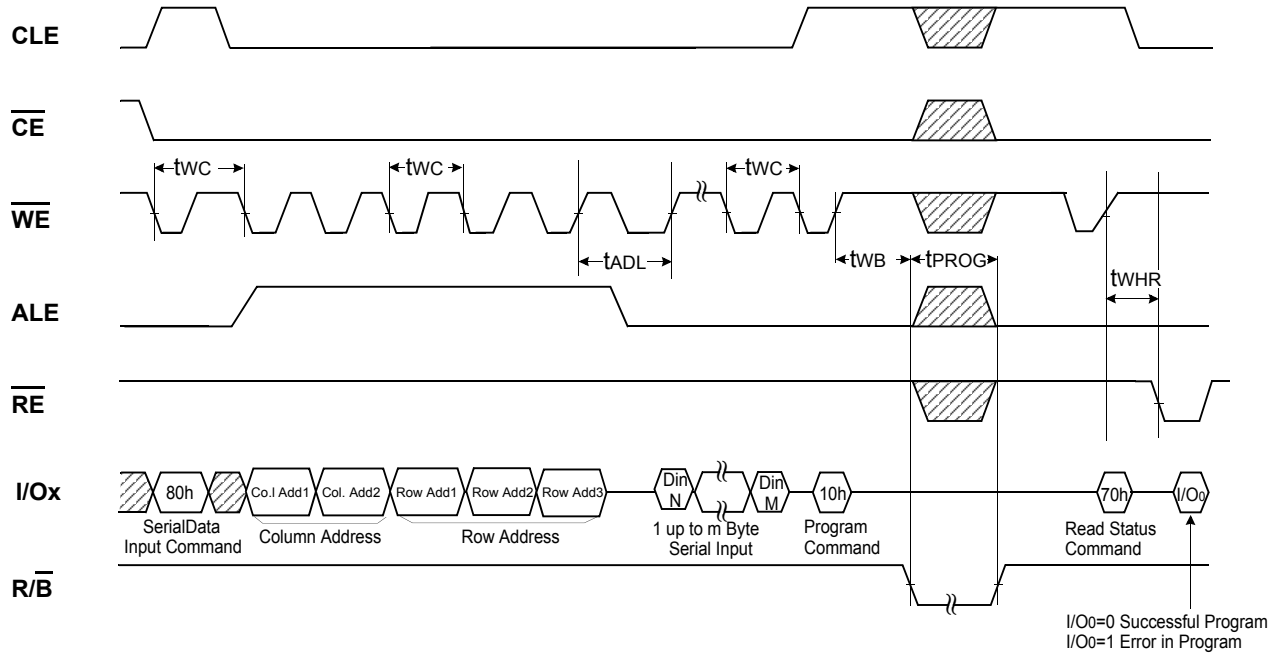 CLE
CE
tWC
tWC
tWC
WE
tADL
tWB
tPROG
tWHR
ALE
RE
I/Ox
80h
Co.l Add1
Col. Add2
Row Add1
Row Add2
Row Add3
Din
N
Din
M
10h
70h
I/O0
SerialData
Input Command
Column Address
Row Address
1 up to m Byte
Serial Input
Program
Command
Read Status
Command
R/B
I/O0=0 Successful Program
I/O0=1 Error in Program